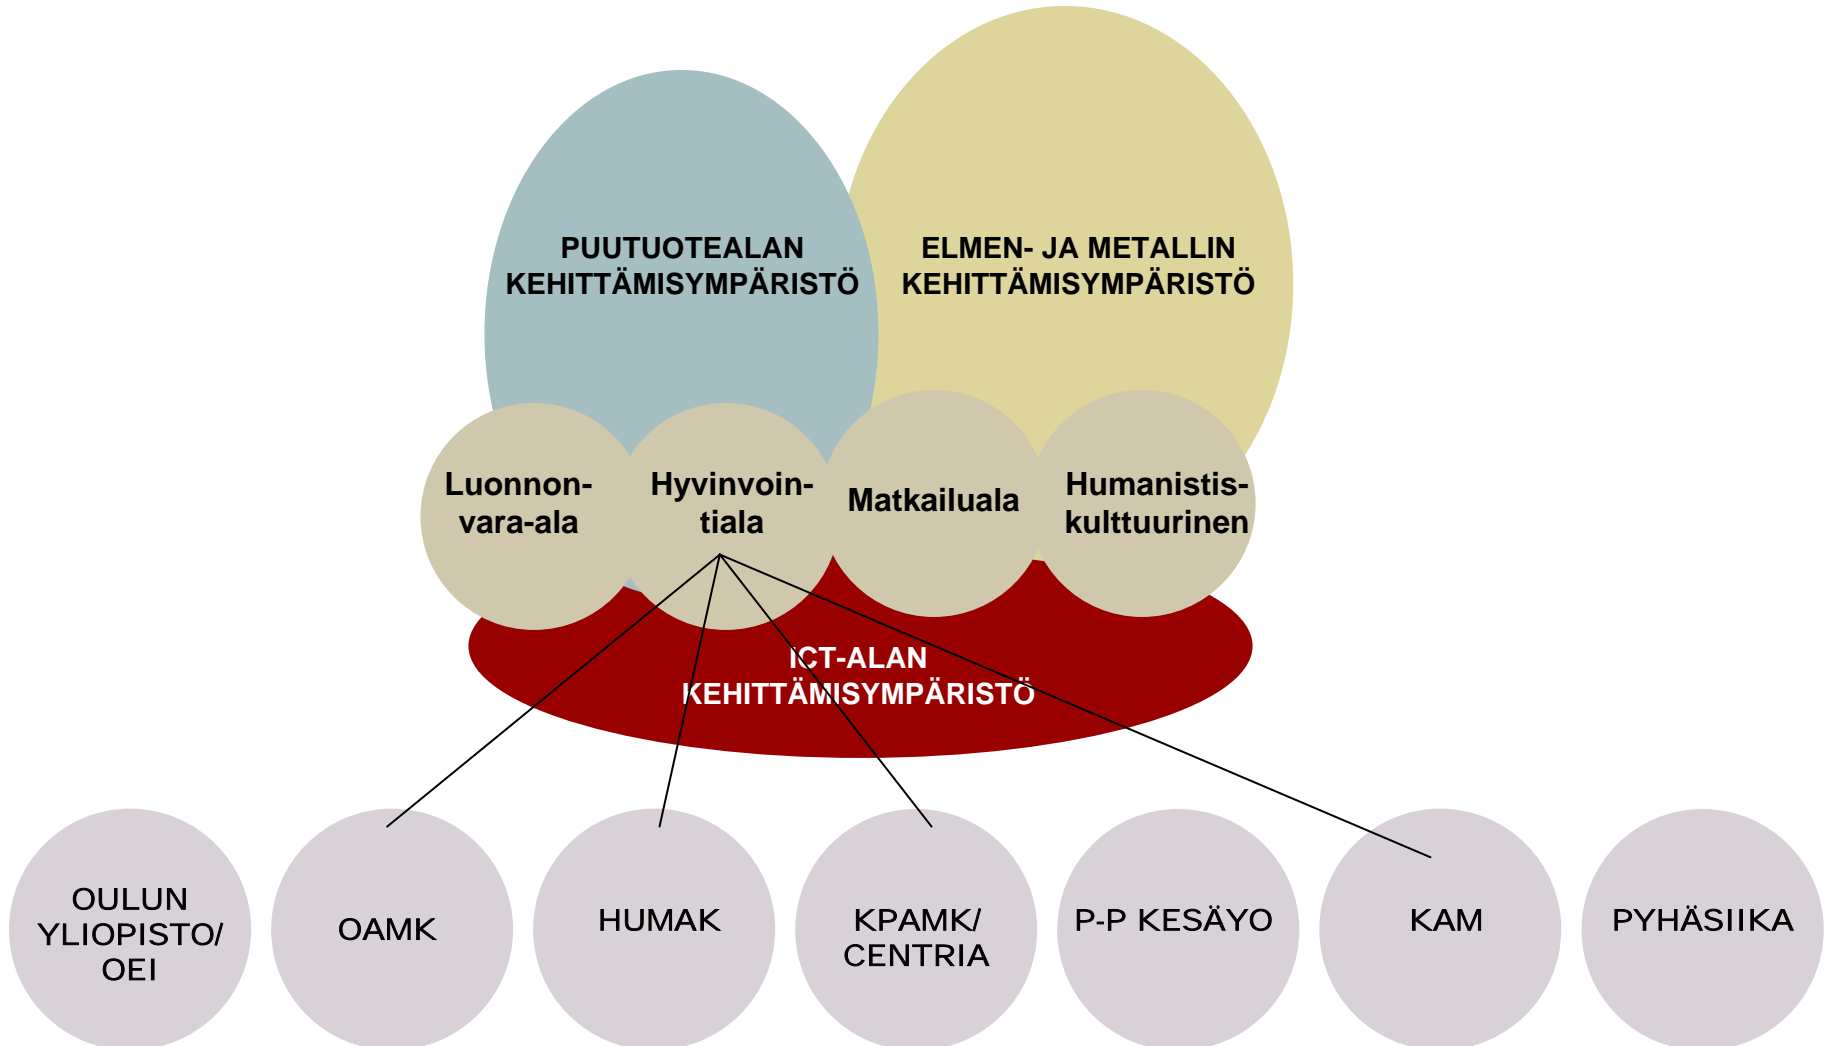 PUUTUOTEALAN
KEHITTÄMISYMPÄRISTÖ
ELMEN- JA METALLIN
KEHITTÄMISYMPÄRISTÖ
Luonnon-
vara-ala
Hyvinvoin-
tiala
Matkailuala
Humanistis-
kulttuurinen
ICT-ALAN
KEHITTÄMISYMPÄRISTÖ
OULUN
YLIOPISTO/
OEI
OAMK
HUMAK
KPAMK/
CENTRIA
P-P KESÄYO
KAM
PYHÄSIIKA